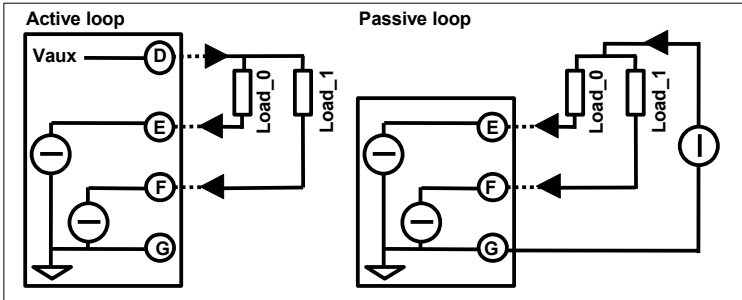 Active loop
Vaux
D
Load_0
Load_1
E
F
G
Passive loop
Load_0
Load_1
E
F
G